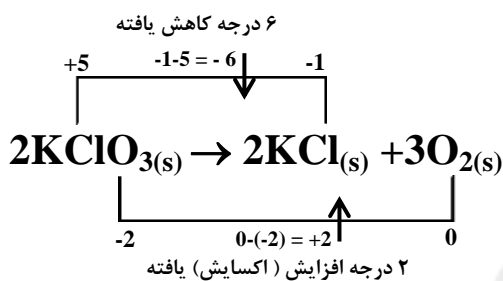 ۶ درجه کاهش یافته
+5 -1-5 = - 6 -1
2KClO3(s) → 2KCl(s) +3O2(s)
-2 0-(-2) = +2 0
۲ درجه افزایش ( اکسایش) یافته